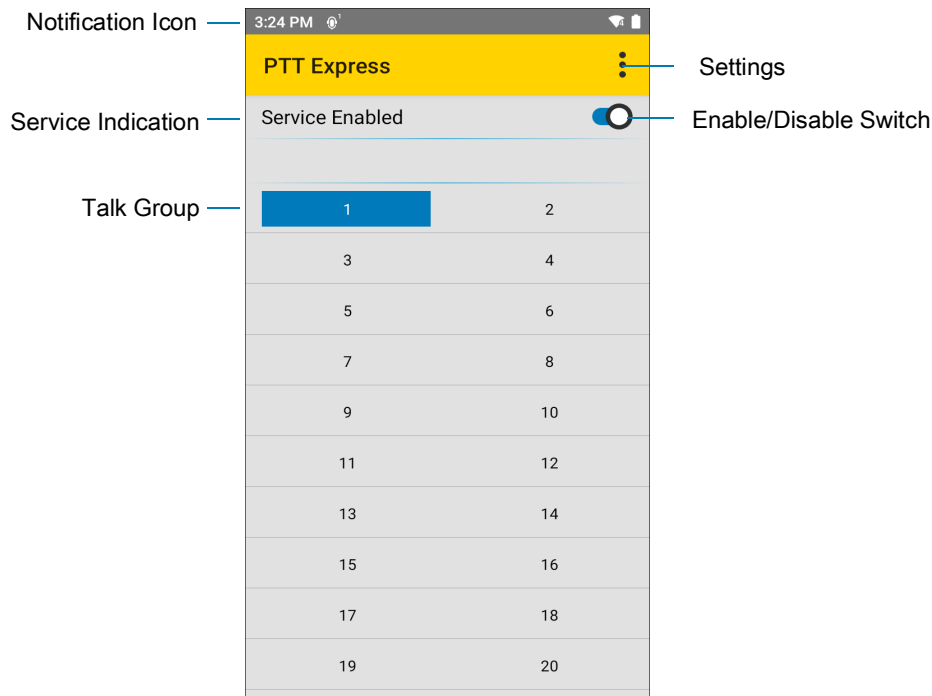 Notification Icon
3:24 PM 1
PTT Express
Settings
Service Indication
Service Enabled
Enable/Disable Switch
Talk Group
1 2
3 4
5 6
7 8
9 10
11 12
13 14
15 16
17 18
19 20